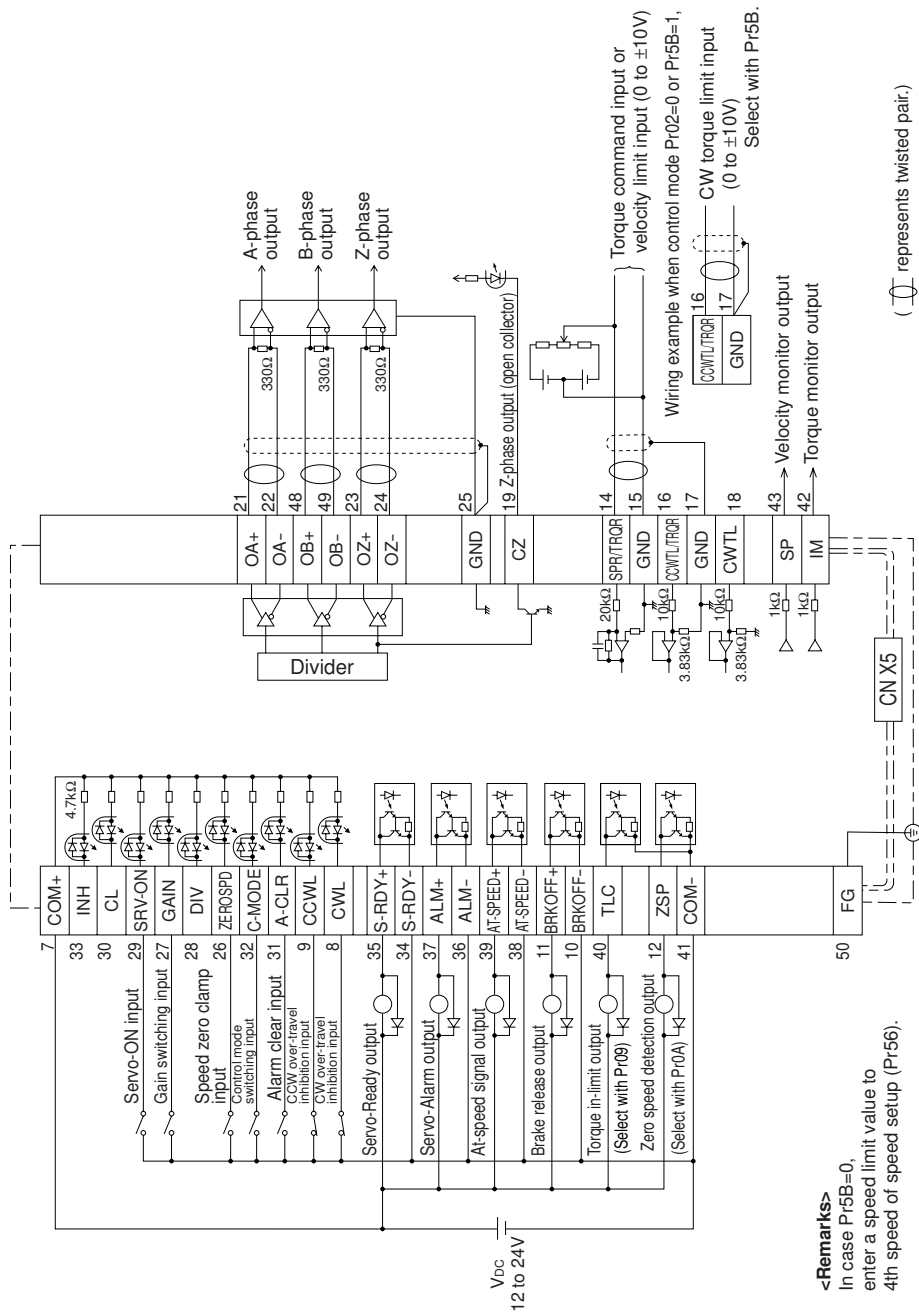 COM+
INH
CL
SRV-ON
GAIN
DIV
ZEROSPD
C-MODE
A-CLR
CCWL
CWL
S-RDY+
S-RDY-
ALM+
ALM-
AT-SPEED+
AT-SPEED-
BRKOFF+
BRKOFF-
TLC
ZSP
COM-
FG
7
33
30
29
27
28
26
32
31
9
8
35
34
37
36
39
38
11
10
40
12
41
50
4.7kΩ
Servo-ON input
Gain switching input
Speed zero clamp
input
Control mode
switching input
Alarm clear input
CCW over-travel
inhibition input
CW over-travel
inhibition input
Servo-Ready output
Servo-Alarm output
At-speed signal output
Brake release output
Torque in-limit output
(Select with Pr09)
Zero speed detection output
(Select with Pr0A)
VDC
12 to 24V
<Remarks>
In case Pr5B=0,
enter a speed limit value to
4th speed of speed setup (Pr56).
CN X5
Divider
OA+
OA-
OB+
OB-
OZ+
OZ-
GND
CZ
SPR/TRQR
GND
CCWTL/TRQR
GND
CWTL
SP
IM
21
22
48
49
23
24
25
19
14
15
16
17
18
43
42
20kΩ
10kΩ
3.83kΩ
10kΩ
3.83kΩ
1kΩ
1kΩ
330Ω
330Ω
330Ω
A-phase
output
B-phase
output
Z-phase
output
Z-phase output (open collector)
Torque command input or
velocity limit input (0 to ±10V)
Wiring example when control mode Pr02=0 or Pr5B=1,
CCWTL/TRQR
GND
16
17
CW torque limit input
(0 to ±10V)
Select with Pr5B.
Velocity monitor output
Torque monitor output
( represents twisted pair.)